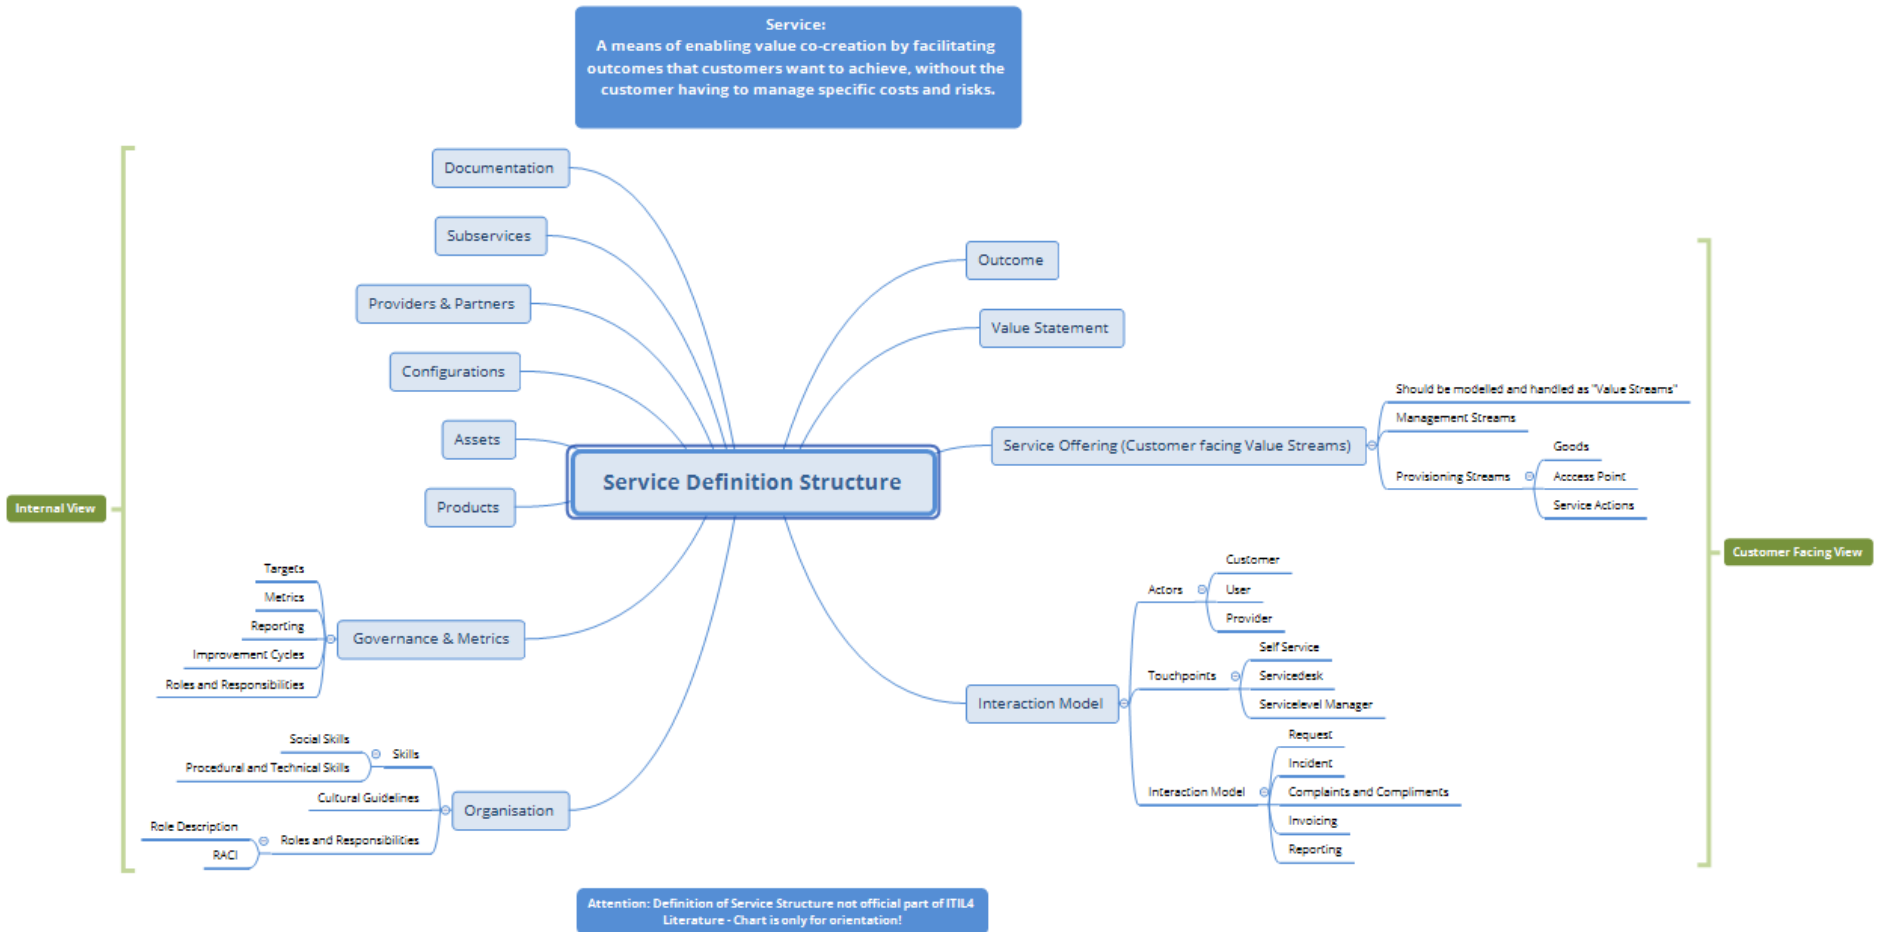 Service:
A means of enabling value co-creation by facilitating
outcomes that customers want to achieve, without the
customer having to manage specific costs and risks.
Internal View
Documentation
Subservices
Providers & Partners
Configurations
Assets
Products
Targets
Metrics
Reporting
Improvement Cycles
Roles and Responsibilities
Governance & Metrics
Social Skills
Procedural and Technical Skills
Skills
Cultural Guidelines
Role Description
RACI
Roles and Responsibilities
Organisation
Service Definition Structure
Outcome
Value Statement
Service Offering (Customer facing Value Streams)
Should be modelled and handled as "Value Streams"
Management Streams
Provisioning Streams
Goods
Acccess Point
Service Actions
Interaction Model
Actors
Customer
User
Provider
Touchpoints
Self Service
Servicedesk
Servicelevel Manager
Interaction Model
Request
Incident
Complaints and Compliments
Invoicing
Reporting
Customer Facing View
Attention: Definition of Service Structure not official part of ITIL4
Literature - Chart is only for orientation!